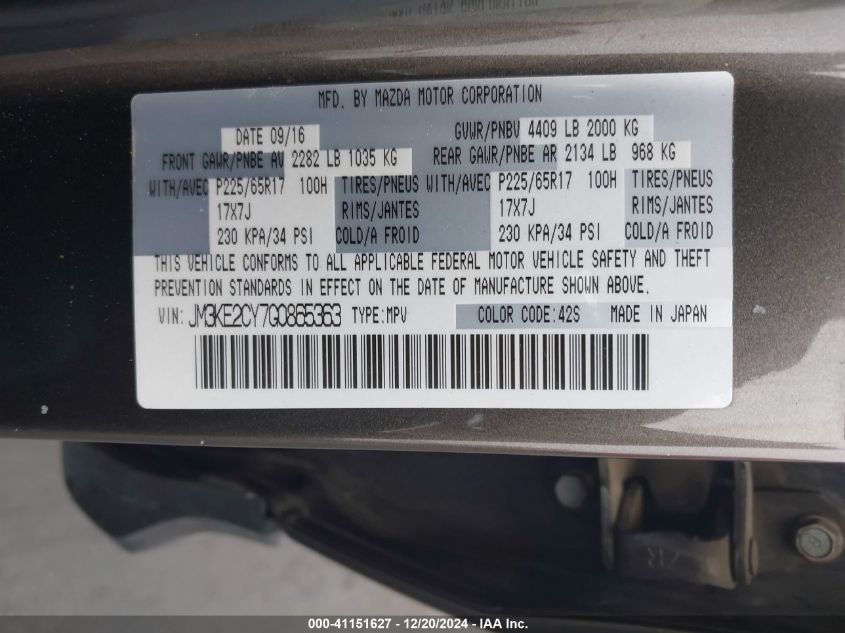 MFD. BY MAZDA MOTOR CORPORATION
DATE 09/16 GVWR/PNBV 4409 LB 2000 KG
FRONT GAWR/PNBE AV 2282 LB 1035 KG REAR GAWR/PNBE AR 2134 LB 968 KG
WITH/AVEC P225/65R17 100H TIRES/PNEUS WITH/AVEC P225/65R17 100H TIRES/PNEUS
17X7J RIMS/JANTES 17X7J RIMS/JANTES
230 KPA/34 PSI COLD/A FROID 230 KPA/34 PSI COLD/A FROID
THIS VEHICLE CONFORMS TO ALL APPLICABLE FEDERAL MOTOR VEHICLE SAFETY AND THEFT
PREVENTION STANDARDS IN EFFECT ON THE DATE OF MANUFACTURE SHOWN ABOVE.
VIN: JM3KE2CY7G0865363 TYPE:MPV COLOR CODE:42S MADE IN JAPAN
000-41151627 - 12/20/2024 - IAA Inc.